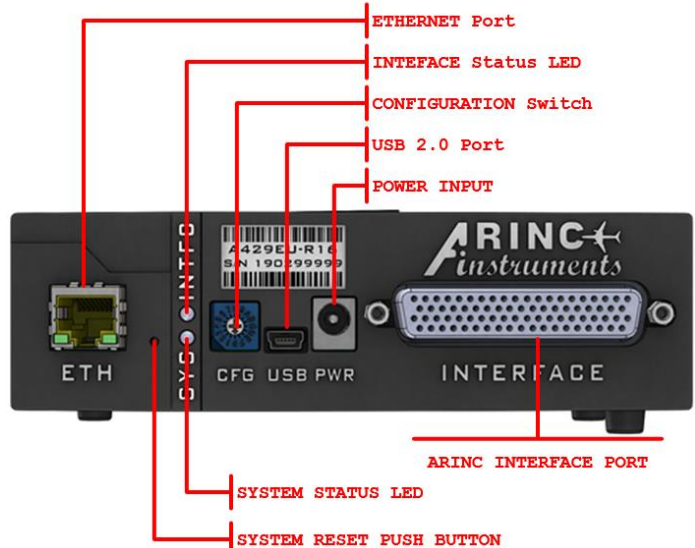 ETHERNET Port
INTEFACE Status LED
CONFIGURATION Switch
USB 2.0 Port
POWER INPUT
INTFC
A429EU-R16
S/N 190299999
ARINC
instruments
SYS
ETH
CFG USB PWR
INTERFACE
ARINC INTERFACE PORT
SYSTEM STATUS LED
SYSTEM RESET PUSH BUTTON